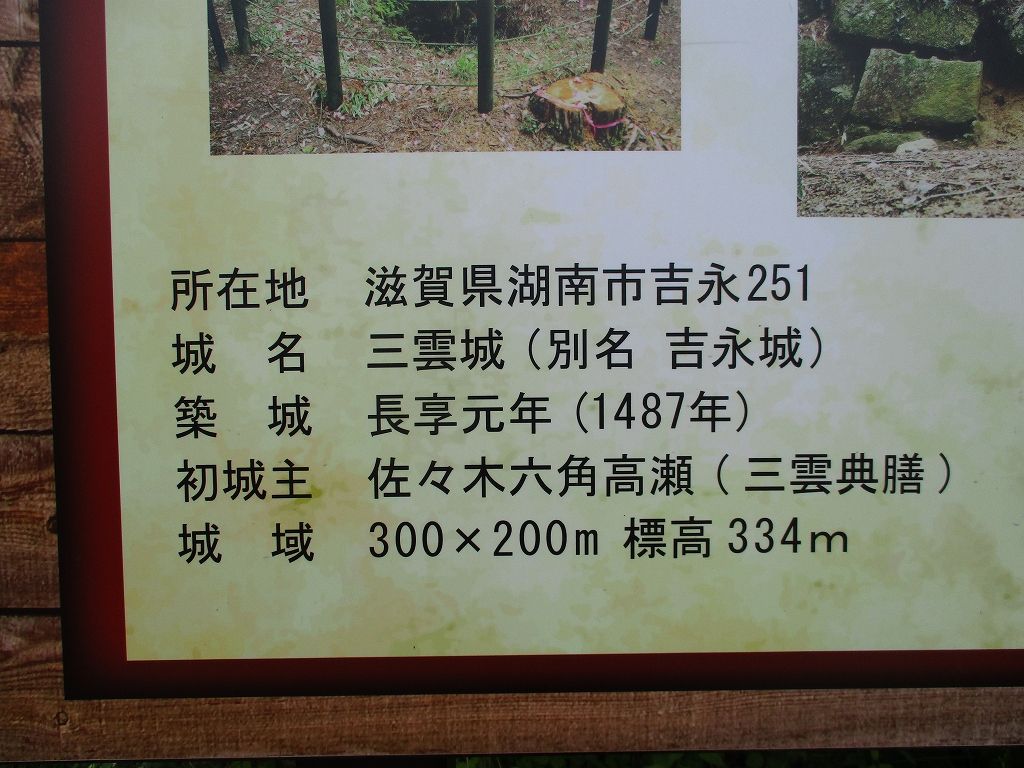 所在地　滋賀県湖南市吉永251
城　名　三雲城（別名 吉永城）
築　城　長享元年（1487年）
初城主　佐々木六角高瀬（三雲典膳）
城　域　300×200m 標高334m